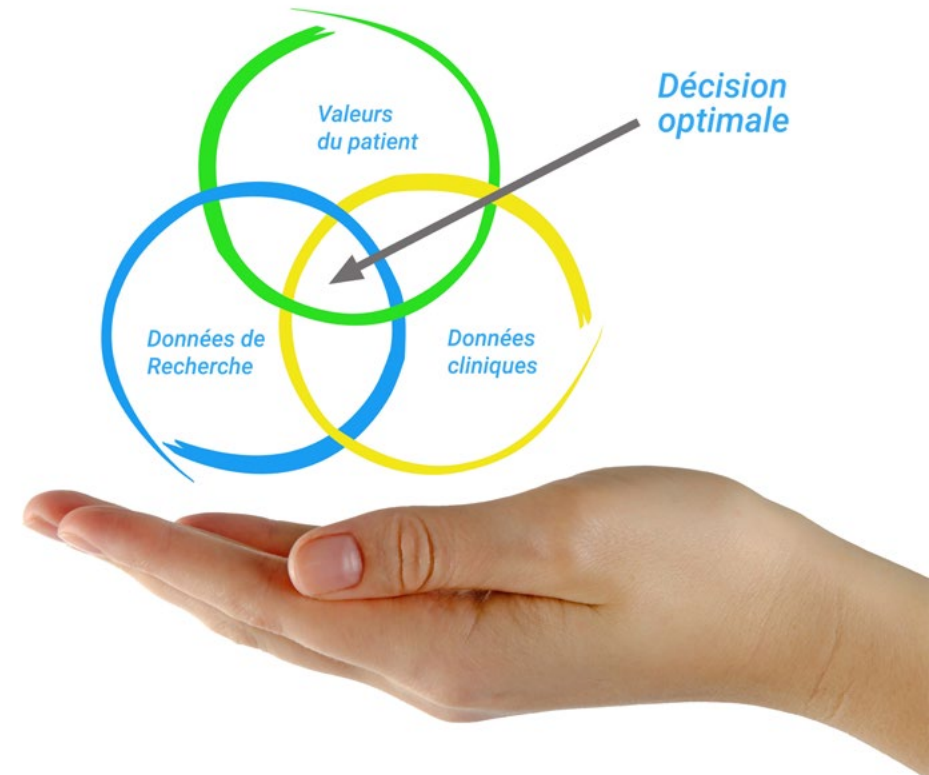 Valeurs
du patient
Décision
optimale
Données de
Recherche
Données
cliniques